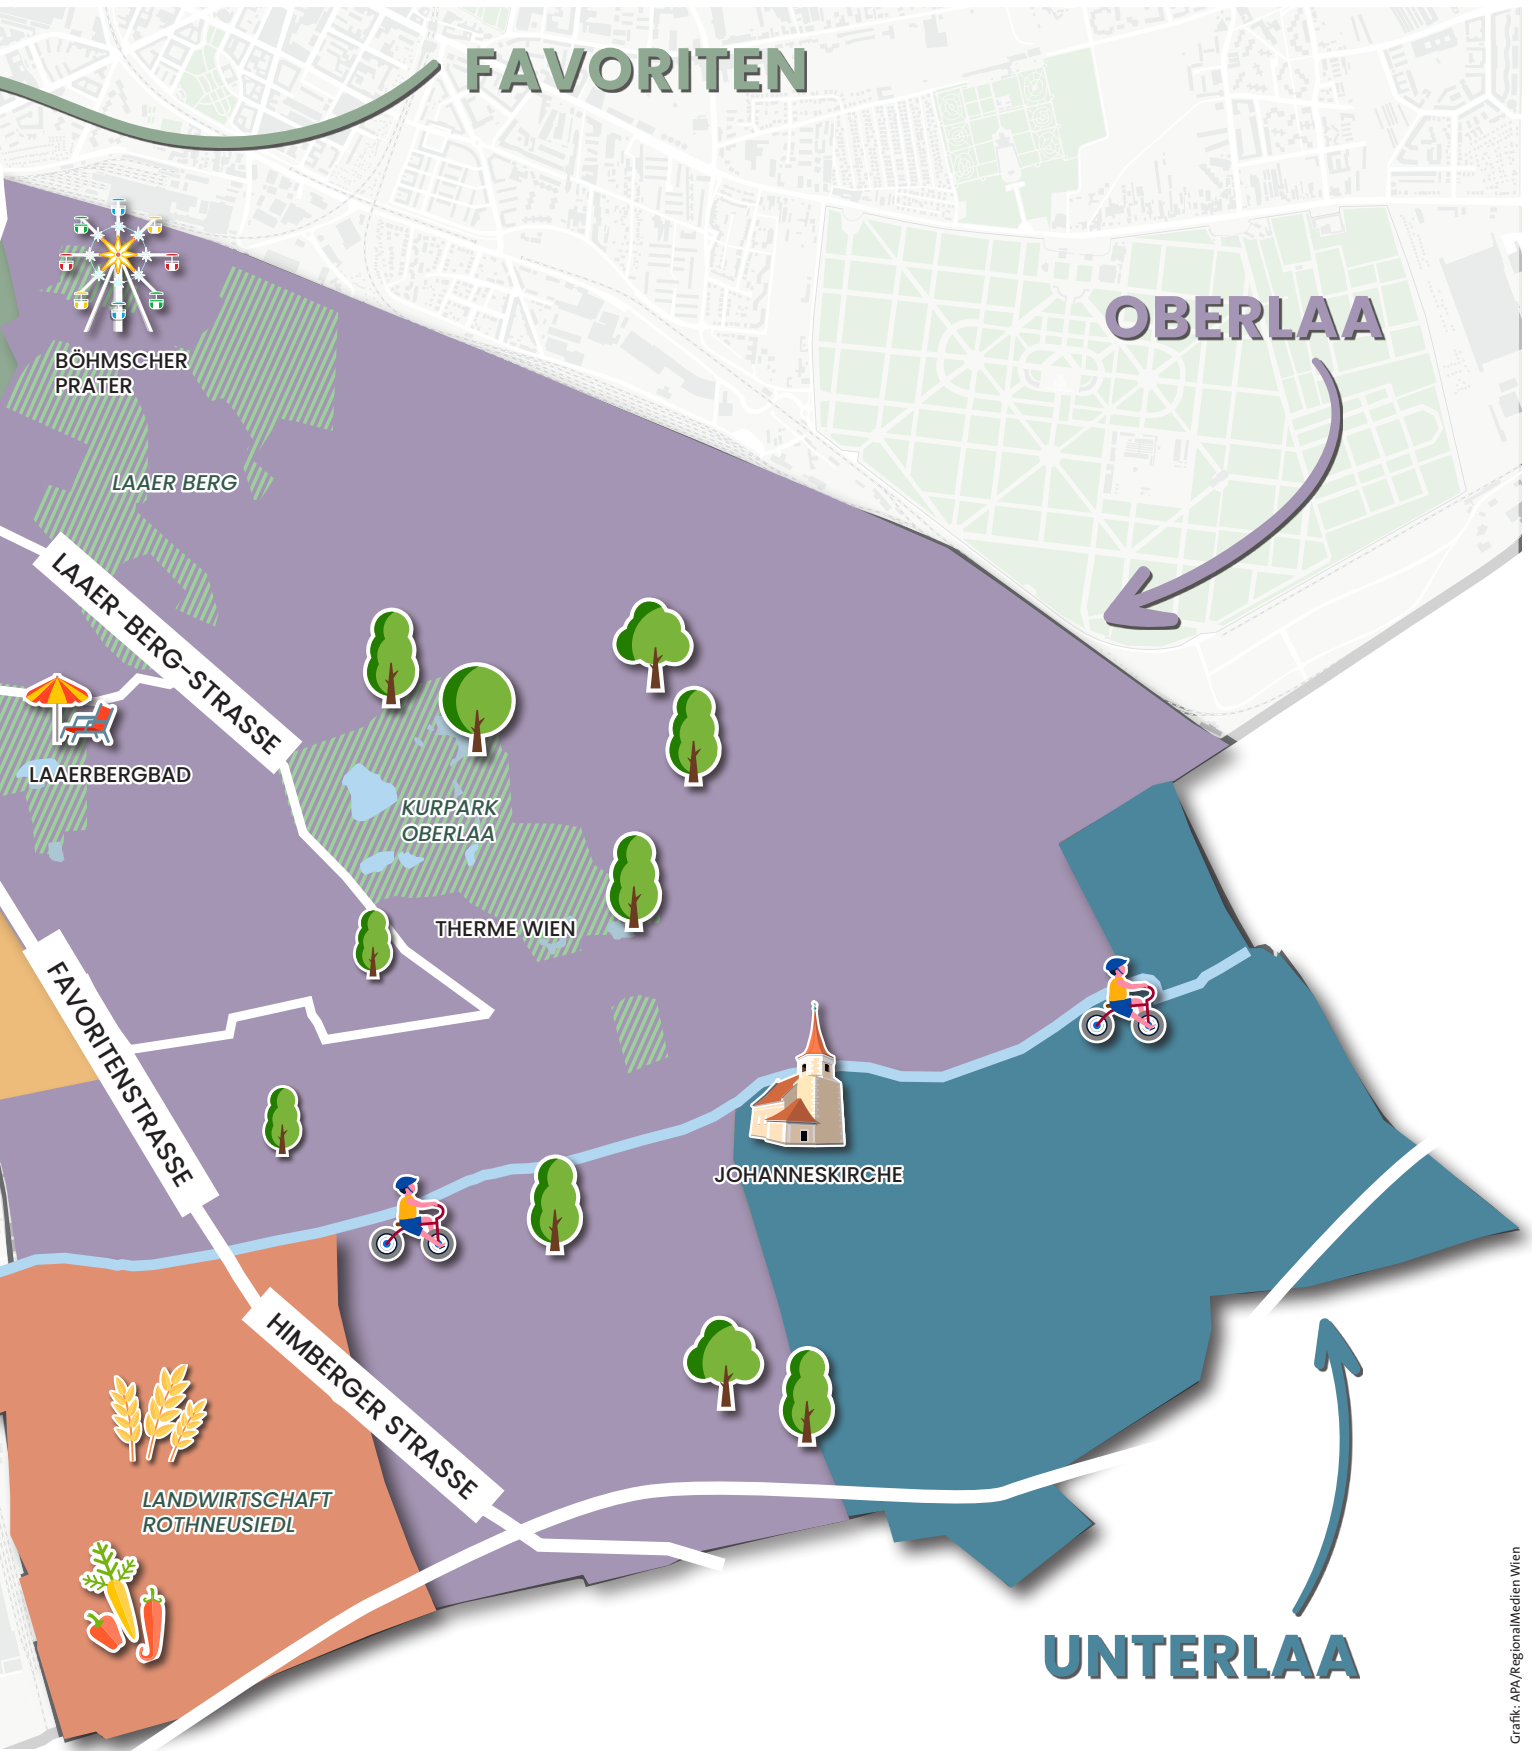 FAVORITEN
OBERLAA
BÖHMSCHER
PRATER
LAAER BERG
LAAER-BERG-STRASSE
LAAERBERGBAD
KURPARK
OBERLAA
THERME WIEN
FAVORITENSTRASSE
JOHANNESKIRCHE
HIMBERGER STRASSE
LANDWIRTSCHAFT
ROTHNEUSIEDL
UNTERLAA
Grafik: APA/RegionalMedien Wien